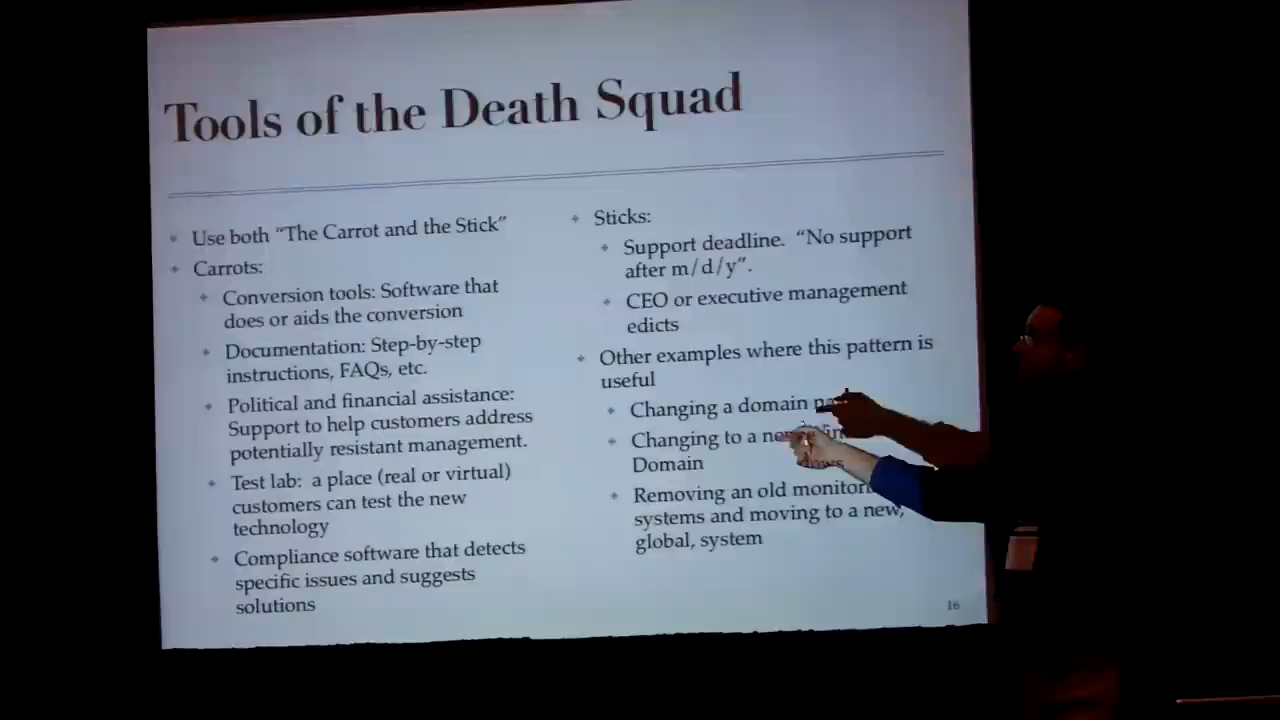 Tools of the Death Squad
Use both “The Carrot and the Stick”
Carrots:
Conversion tools: Software that
does or aids the conversion
Documentation: Step-by-step
instructions, FAQs, etc.
Political and financial assistance:
Support to help customers address
potentially resistant management.
Test lab: a place (real or virtual)
customers can test the new
technology
Compliance software that detects
specific issues and suggests
solutions
Sticks:
Support deadline. “No support
after m/d/y”.
CEO or executive management
edicts
Other examples where this pattern is
useful
Changing a domain
Changing to a
Domain
Removing an old
systems and moving to a new,
global, system
16